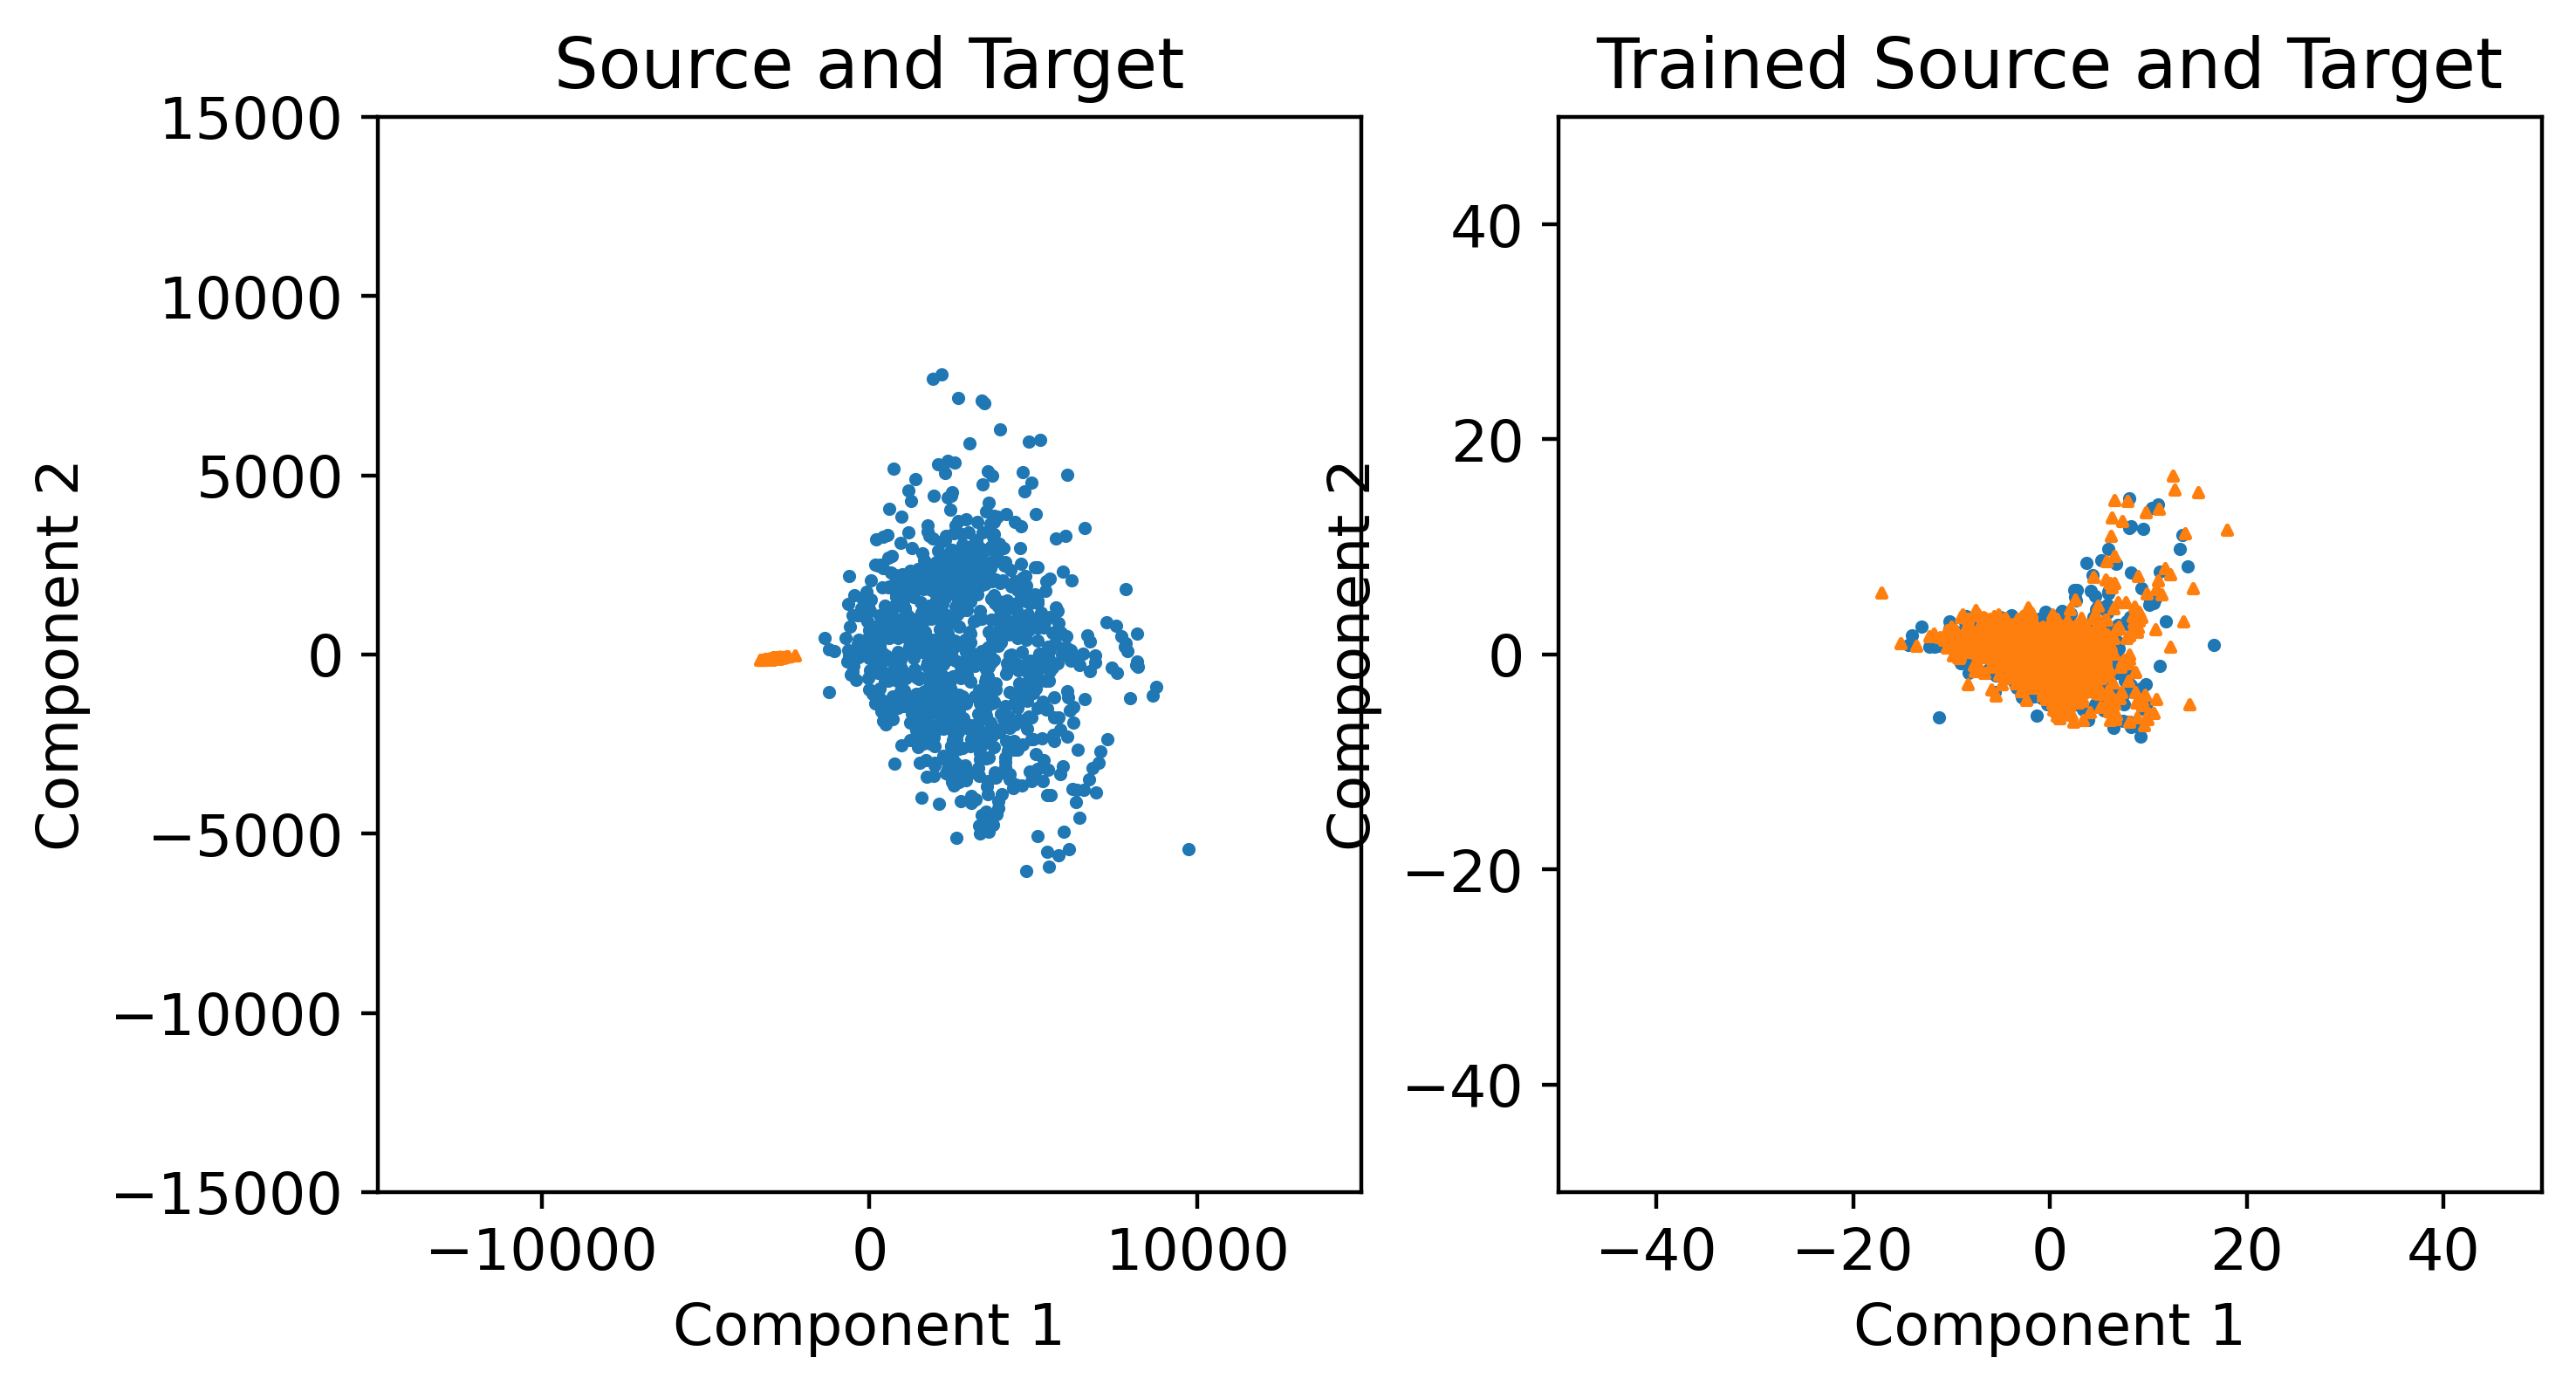 Source and Target
15000
10000
5000
0
−5000
−10000
−15000
Component 2
−10000 0 10000
Component 1
Trained Source and Target
40
20
0
−20
−40
Component 2
−40 −20 0 20 40
Component 1